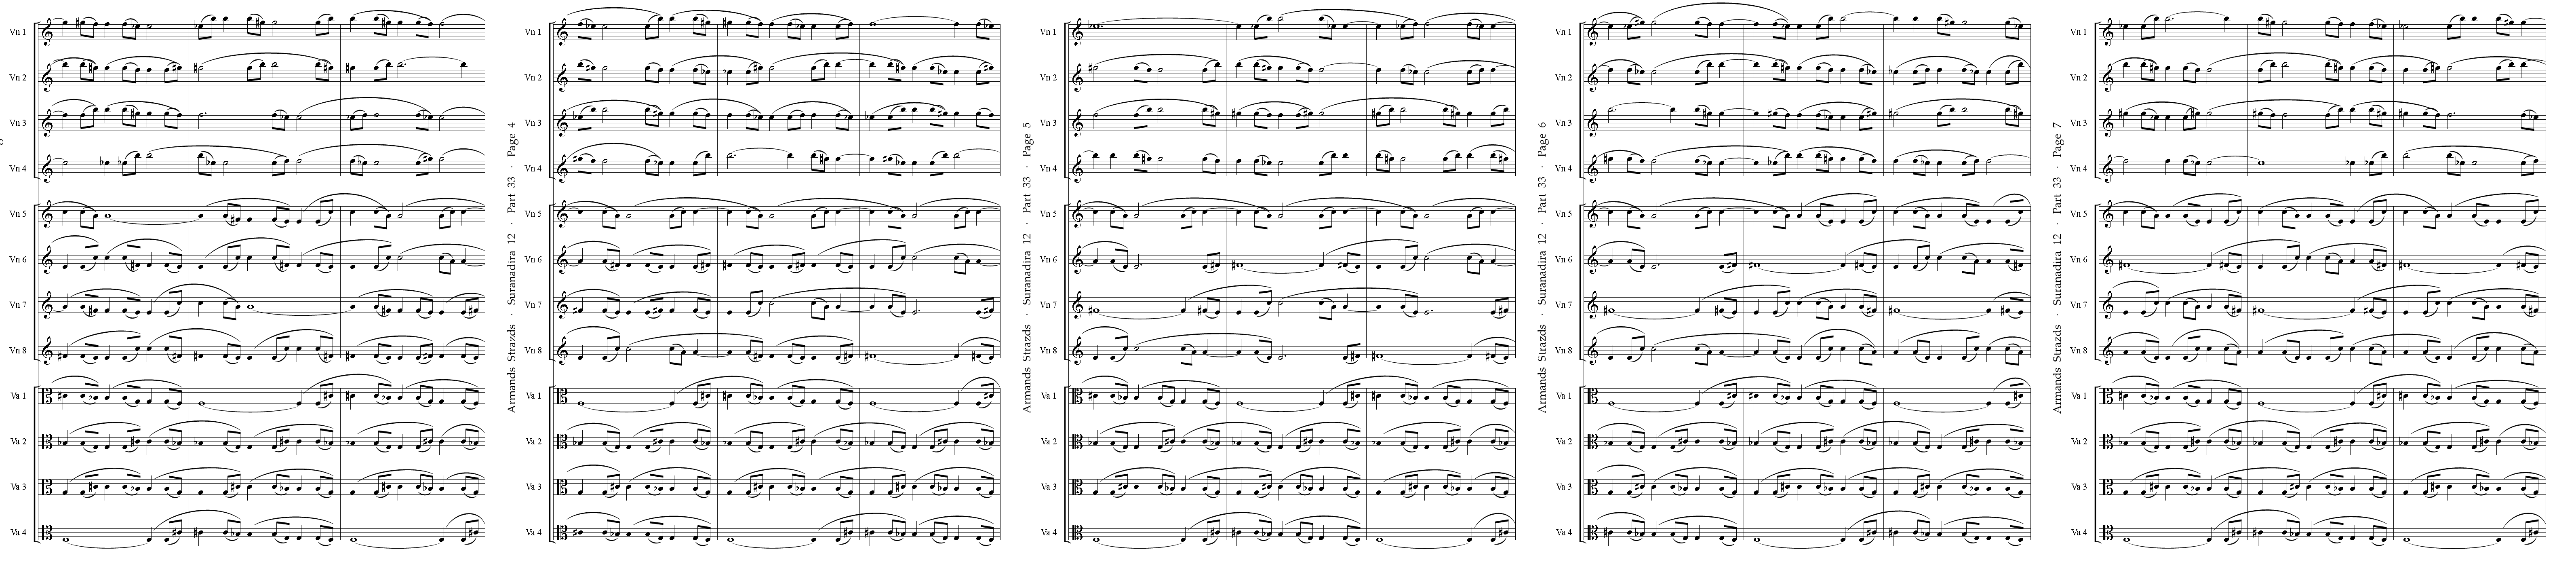 Vn 1
Vn 2
Vn 3
Vn 4
Vn 5
Vn 6
Vn 7
Vn 8
Va 1
Va 2
Va 3
Va 4
Armands Strazds · Suranadira 12 · Part 33 · Page 4
Vn 1
Vn 2
Vn 3
Vn 4
Vn 5
Vn 6
Vn 7
Vn 8
Va 1
Va 2
Va 3
Va 4
Armands Strazds · Suranadira 12 · Part 33 · Page 5
Vn 1
Vn 2
Vn 3
Vn 4
Vn 5
Vn 6
Vn 7
Vn 8
Va 1
Va 2
Va 3
Va 4
Armands Strazds · Suranadira 12 · Part 33 · Page 6
Vn 1
Vn 2
Vn 3
Vn 4
Vn 5
Vn 6
Vn 7
Vn 8
Va 1
Va 2
Va 3
Va 4
Armands Strazds · Suranadira 12 · Part 33 · Page 7
Vn 1
Vn 2
Vn 3
Vn 4
Vn 5
Vn 6
Vn 7
Vn 8
Va 1
Va 2
Va 3
Va 4